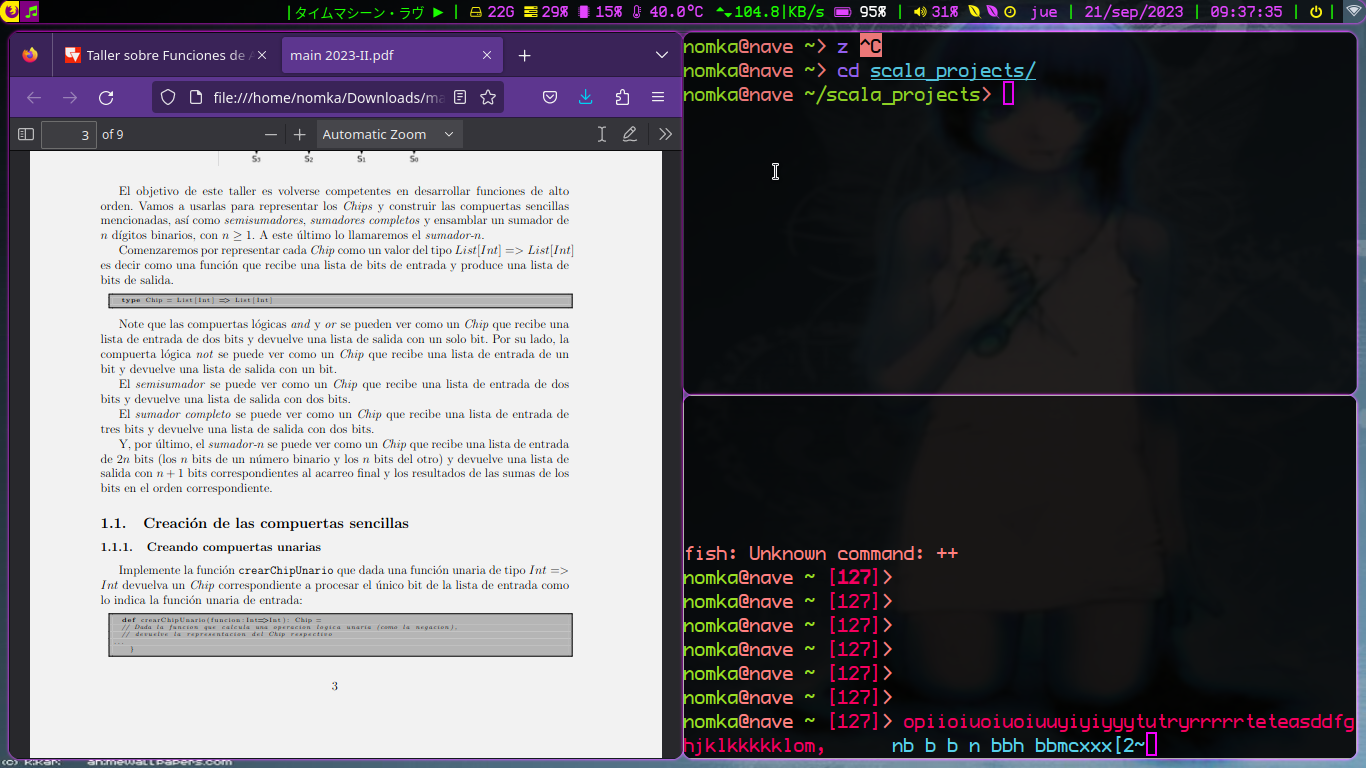 |タイムマシーン・ラヴ ▶ | 22G 29% 15% 40.0°C 104.8|KB/s 95% | 31% jue | 21/sep/2023 | 09:37:35 |
Taller sobre Funciones de A
main 2023-II.pdf
file:///home/nomka/Downloads/ma
3 of 9
Automatic Zoom
S₃ S₂ S₁ S₀
El objetivo de este taller es volverse competentes en desarrollar funciones de alto
orden. Vamos a usarlas para representar los Chips y construir las compuertas sencillas
mencionadas, así como semisumadores, sumadores completos y ensamblar un sumador de
n dígitos binarios, con n ≥ 1. A este último lo llamaremos el sumador-n.
Comenzaremos por representar cada Chip como un valor del tipo List[Int] => List[Int]
es decir como una función que recibe una lista de bits de entrada y produce una lista de
bits de salida.
type Chip = List[Int] => List[Int]
Note que las compuertas lógicas and y or se pueden ver como un Chip que recibe una
lista de entrada de dos bits y devuelve una lista de salida con un solo bit. Por su lado, la
compuerta lógica not se puede ver como un Chip que recibe una lista de entrada de un
bit y devuelve una lista de salida con un bit.
El semisumador se puede ver como un Chip que recibe una lista de entrada de dos
bits y devuelve una lista de salida con dos bits.
El sumador completo se puede ver como un Chip que recibe una lista de entrada de
tres bits y devuelve una lista de salida con dos bits.
Y, por último, el sumador-n se puede ver como un Chip que recibe una lista de entrada
de 2n bits (los n bits de un número binario y los n bits del otro) y devuelve una lista de
salida con n + 1 bits correspondientes al acarreo final y los resultados de las sumas de los
bits en el orden correspondiente.
1.1. Creación de las compuertas sencillas
1.1.1. Creando compuertas unarias
Implemente la función crearChipUnario que dada una función unaria de tipo Int =>
Int devuelva un Chip correspondiente a procesar el único bit de la lista de entrada como
lo indica la función unaria de entrada:
def crearChipUnario(funcion:Int=>Int): Chip =
// Dada la funcion que calcula una operacion logica unaria (como la negacion),
// devuelve la representacion del Chip respectivo
...
}
3
nomka@nave ~> z ^C
nomka@nave ~> cd scala_projects/
nomka@nave ~/scala_projects>
fish: Unknown command: ++
nomka@nave ~ [127]>
nomka@nave ~ [127]>
nomka@nave ~ [127]>
nomka@nave ~ [127]>
nomka@nave ~ [127]>
nomka@nave ~ [127]>
nomka@nave ~ [127]> opiioiuoiuoiuuyiyiyyytutryrrrrrteteasddfg
hjklkkkkklom, nb b b n bbh bbmcxxx[2~
(c) KiKaR: animewallpapers.com